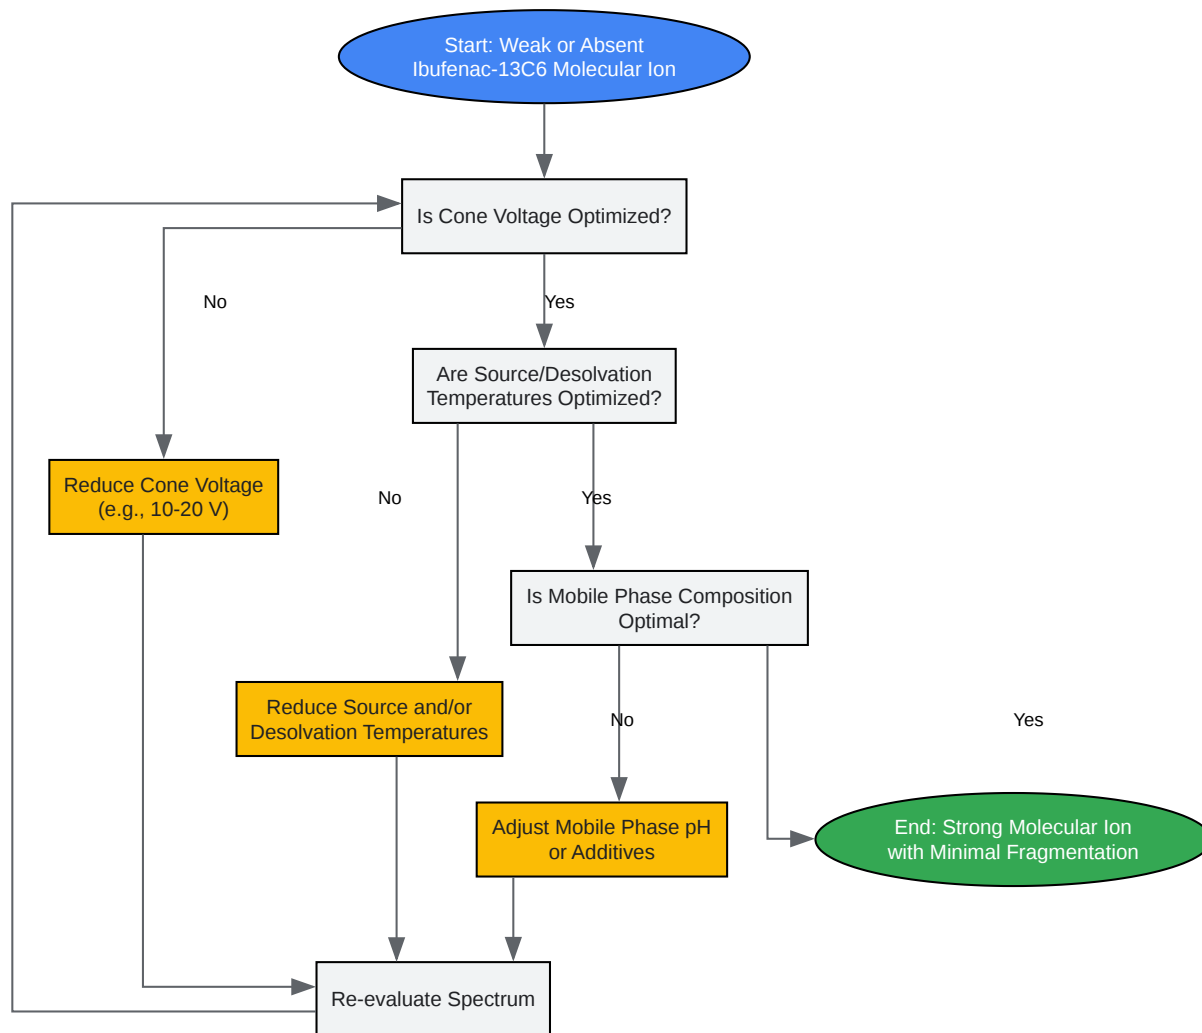 Start: Weak or Absent
Ibufenac-13C6 Molecular Ion
Is Cone Voltage Optimized?
No
Yes
Are Source/Desolvation
Temperatures Optimized?
Reduce Cone Voltage
(e.g., 10-20 V)
No
Yes
Is Mobile Phase Composition
Optimal?
Reduce Source and/or
Desolvation Temperatures
No
Yes
Adjust Mobile Phase pH
or Additives
End: Strong Molecular Ion
with Minimal Fragmentation
Re-evaluate Spectrum